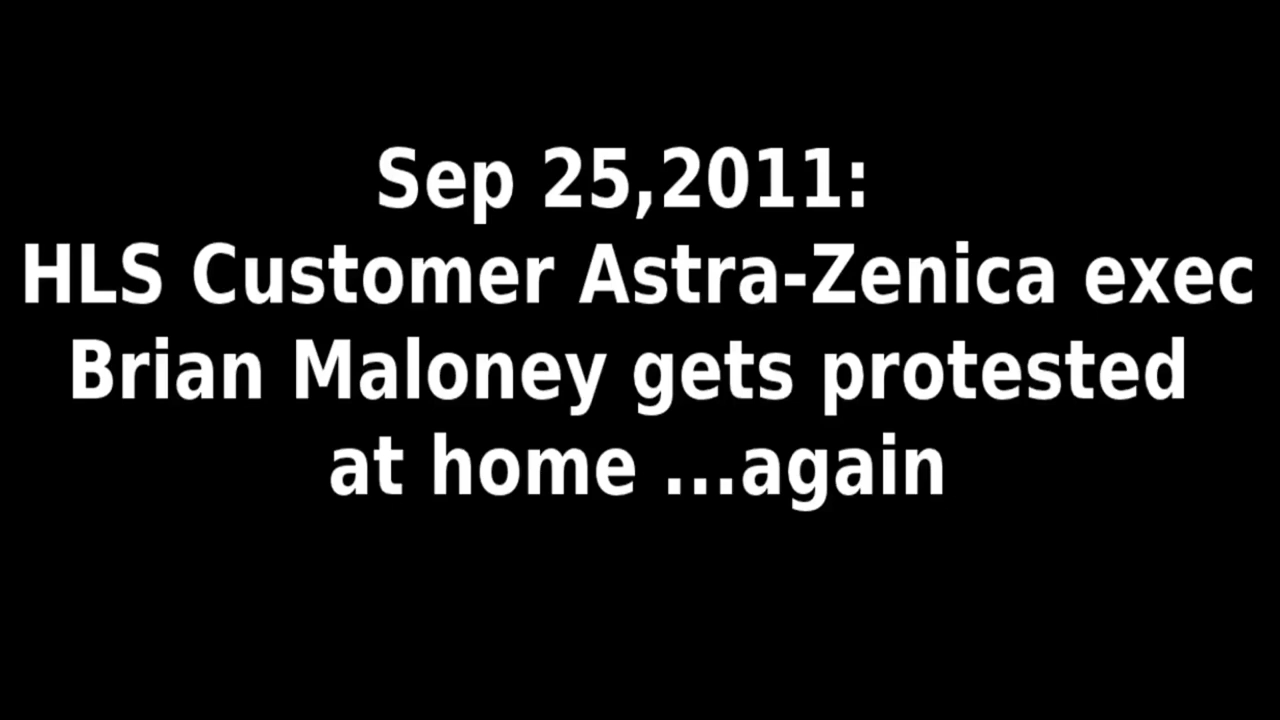 Sep 25,2011:
HLS Customer Astra-Zenica exec
Brian Maloney gets protested
at home ...again